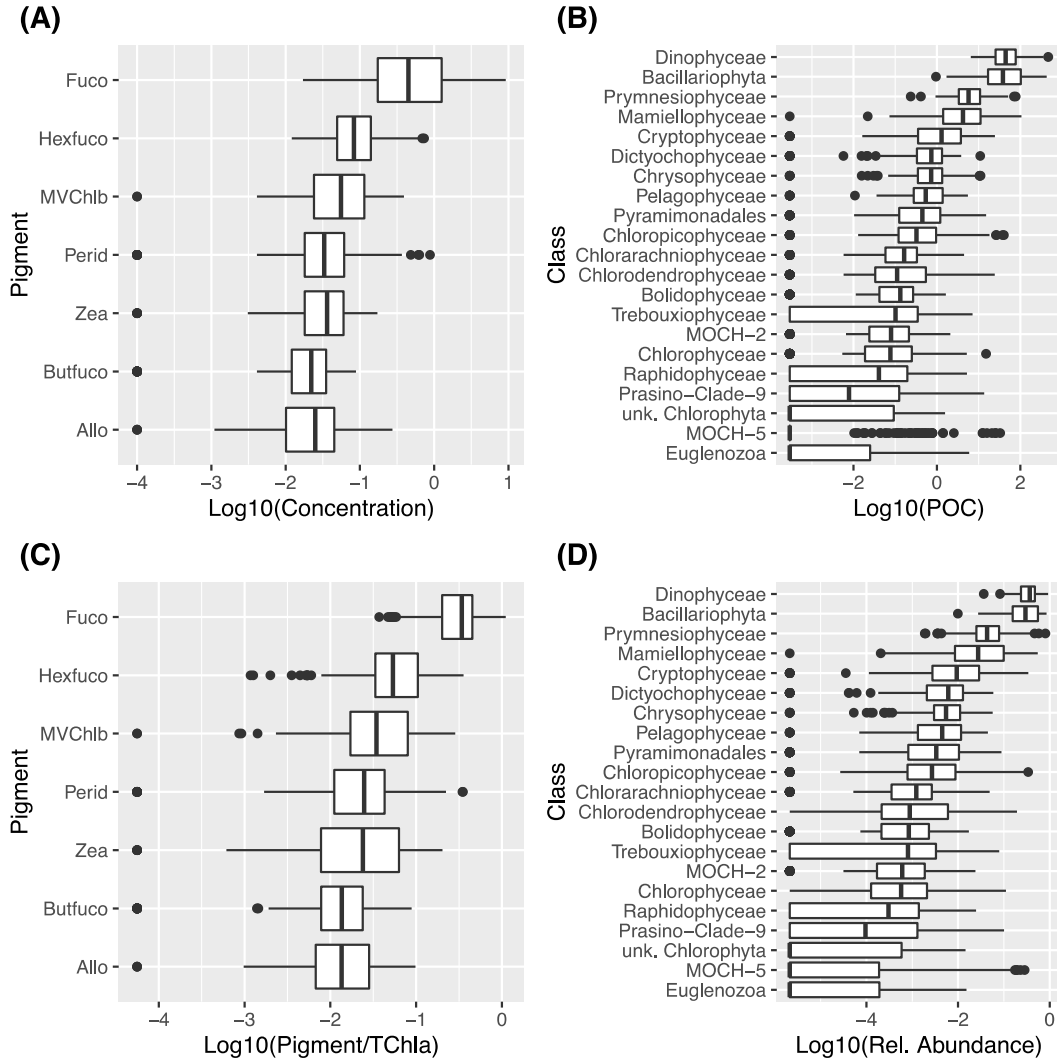 (A)
Pigment
Fuco
Hexfuco
MVChlb
Perid
Zea
Butfuco
Allo
−4 −3 −2 −1 0 1
Log10(Concentration)
(B)
Class
Dinophyceae
Bacillariophyta
Prymnesiophyceae
Mamiellophyceae
Cryptophyceae
Dictyochophyceae
Chrysophyceae
Pelagophyceae
Pyramimonadales
Chloropicophyceae
Chlorarachniophyceae
Chlorodendrophyceae
Bolidophyceae
Trebouxiophyceae
MOCH−2
Chlorophyceae
Raphidophyceae
Prasino−Clade−9
unk. Chlorophyta
MOCH−5
Euglenozoa
−2 0 2
Log10(POC)
(C)
Pigment
Fuco
Hexfuco
MVChlb
Perid
Zea
Butfuco
Allo
−4 −3 −2 −1 0
Log10(Pigment/TChla)
(D)
Class
Dinophyceae
Bacillariophyta
Prymnesiophyceae
Mamiellophyceae
Cryptophyceae
Dictyochophyceae
Chrysophyceae
Pelagophyceae
Pyramimonadales
Chloropicophyceae
Chlorarachniophyceae
Chlorodendrophyceae
Bolidophyceae
Trebouxiophyceae
MOCH−2
Chlorophyceae
Raphidophyceae
Prasino−Clade−9
unk. Chlorophyta
MOCH−5
Euglenozoa
−4 −2 0
Log10(Rel. Abundance)